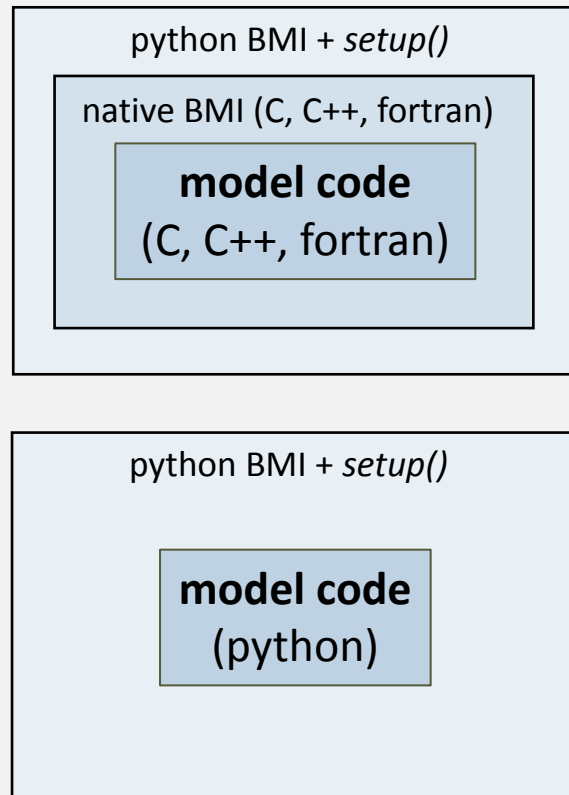 python BMI + setup()
native BMI (C, C++, fortran)
model code
(C, C++, fortran)
python BMI + setup()
model code
(python)